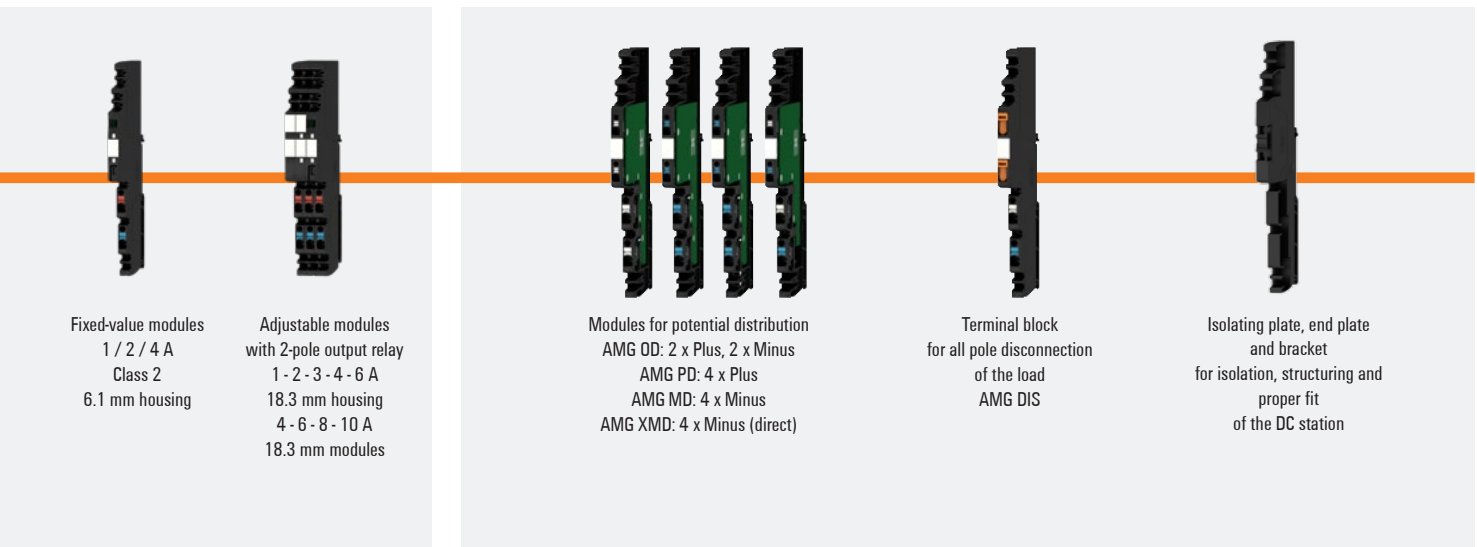 Fixed-value modules
1 / 2 / 4 A
Class 2
6.1 mm housing
Adjustable modules
with 2-pole output relay
1 - 2 - 3 - 4 - 6 A
18.3 mm housing
4 - 6 - 8 - 10 A
18.3 mm modules
Modules for potential distribution
AMG OD: 2 x Plus, 2 x Minus
AMG PD: 4 x Plus
AMG MD: 4 x Minus
AMG XMD: 4 x Minus (direct)
Terminal block
for all pole disconnection
of the load
AMG DIS
Isolating plate, end plate
and bracket
for isolation, structuring and
proper fit
of the DC station